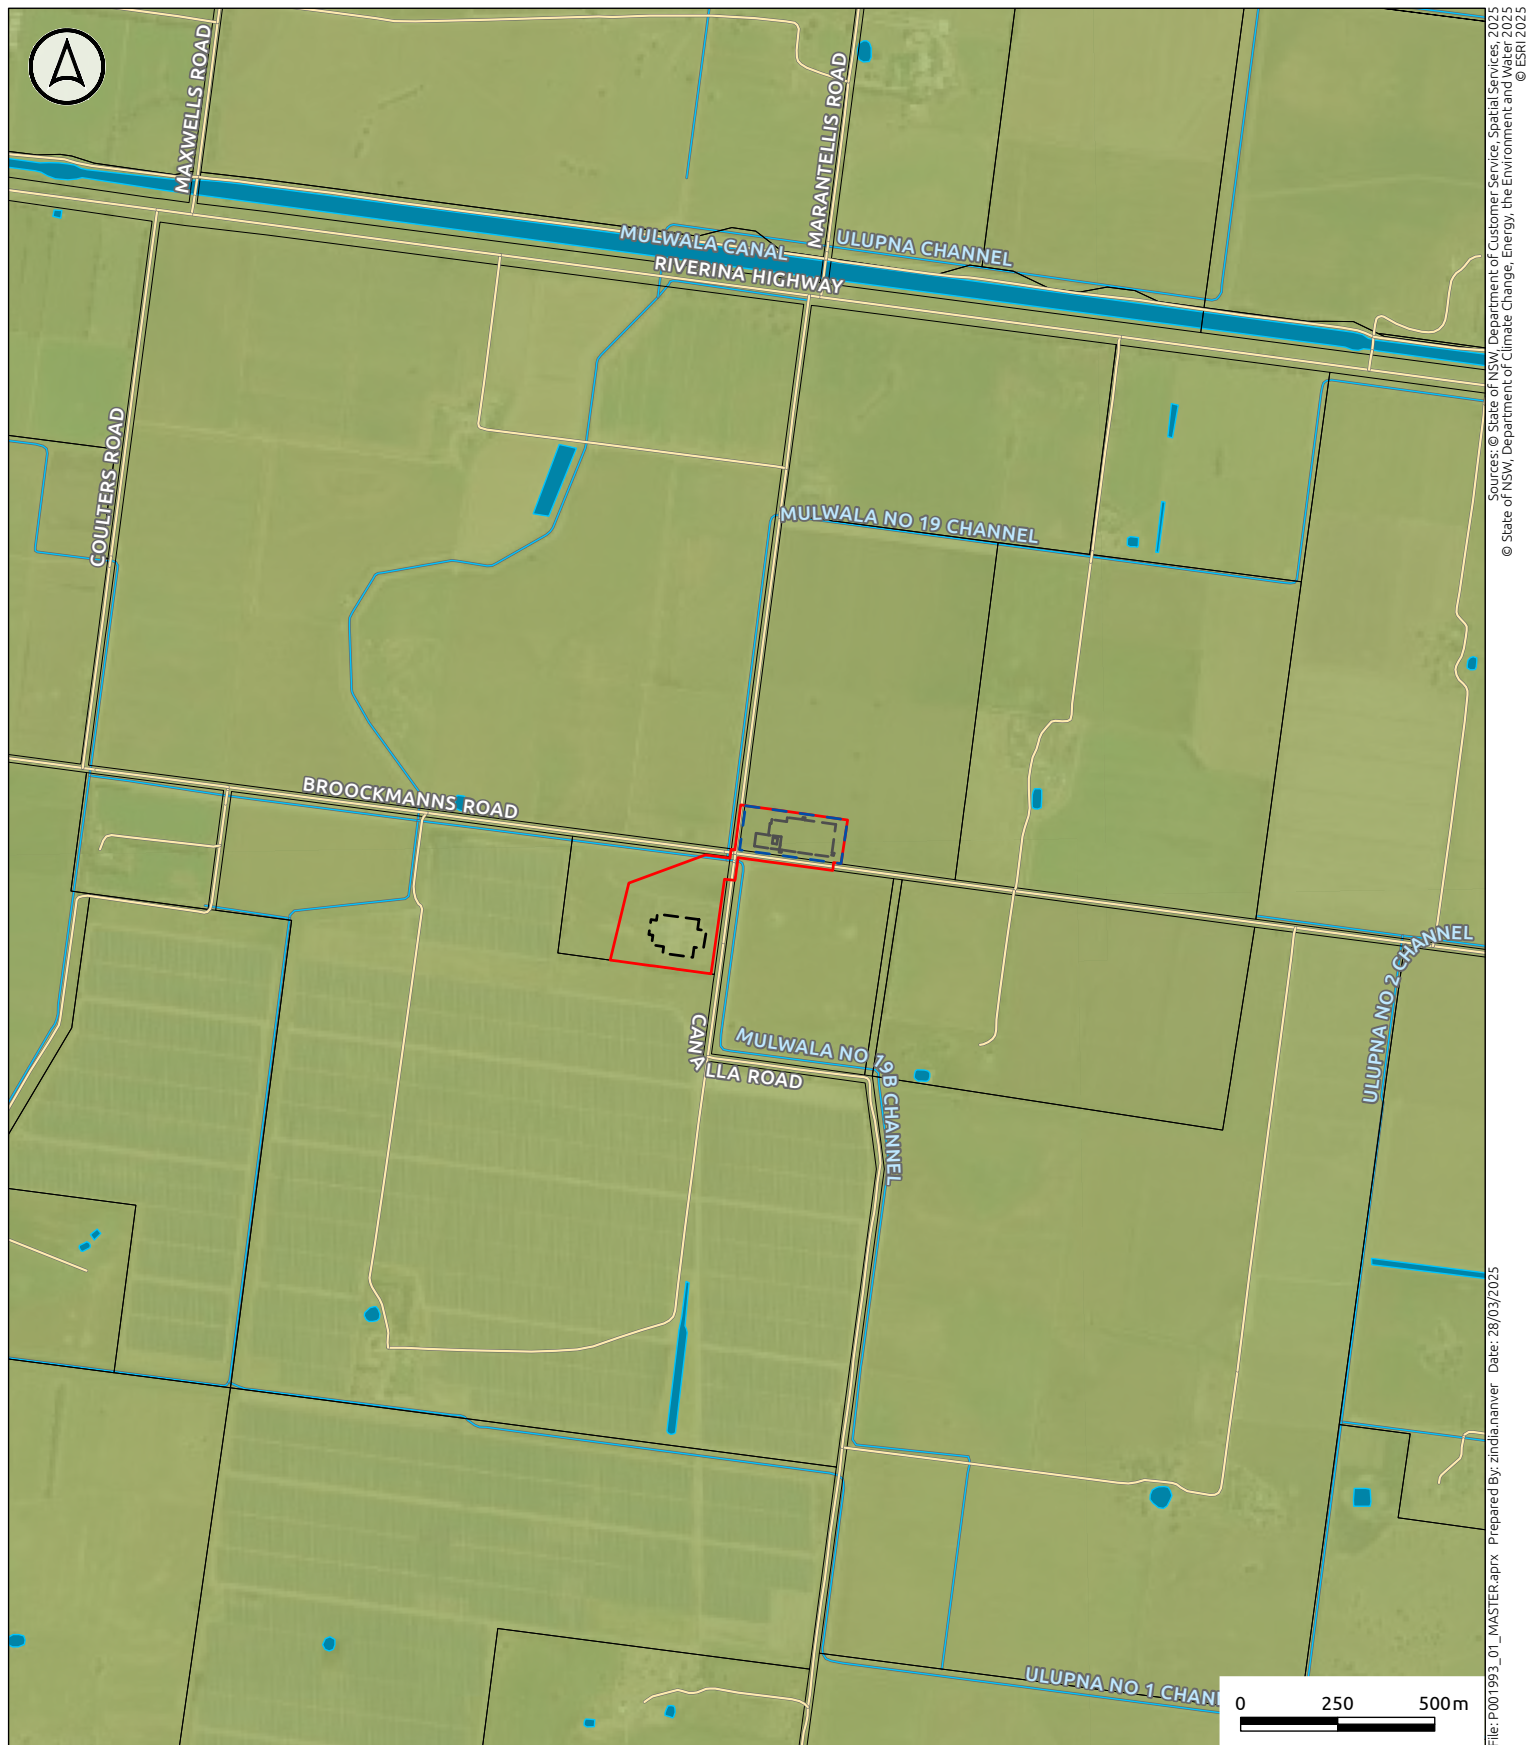 MAXWELLS ROAD
MARANTELLIS ROAD
MULWALA CANAL
ULUPNA CHANNEL
RIVERINA HIGHWAY
COULTERS ROAD
MULWALA NO 19 CHANNEL
BROOCKMANNS ROAD
ULUPNA NO 2 CHANNEL
MULWALA NO 19B CHANNEL
CANALLA ROAD
ULUPNA NO 1 CHANN
0 250 500m
Sources: © State of NSW, Department of Customer Service, Spatial Services, 2025
© State of NSW, Department of Climate Change, Energy, the Environment and Water 2025
© ESRI 2025
File: P001993_01_MASTER.aprx Prepared By: zindia.nanver Date: 28/03/2025